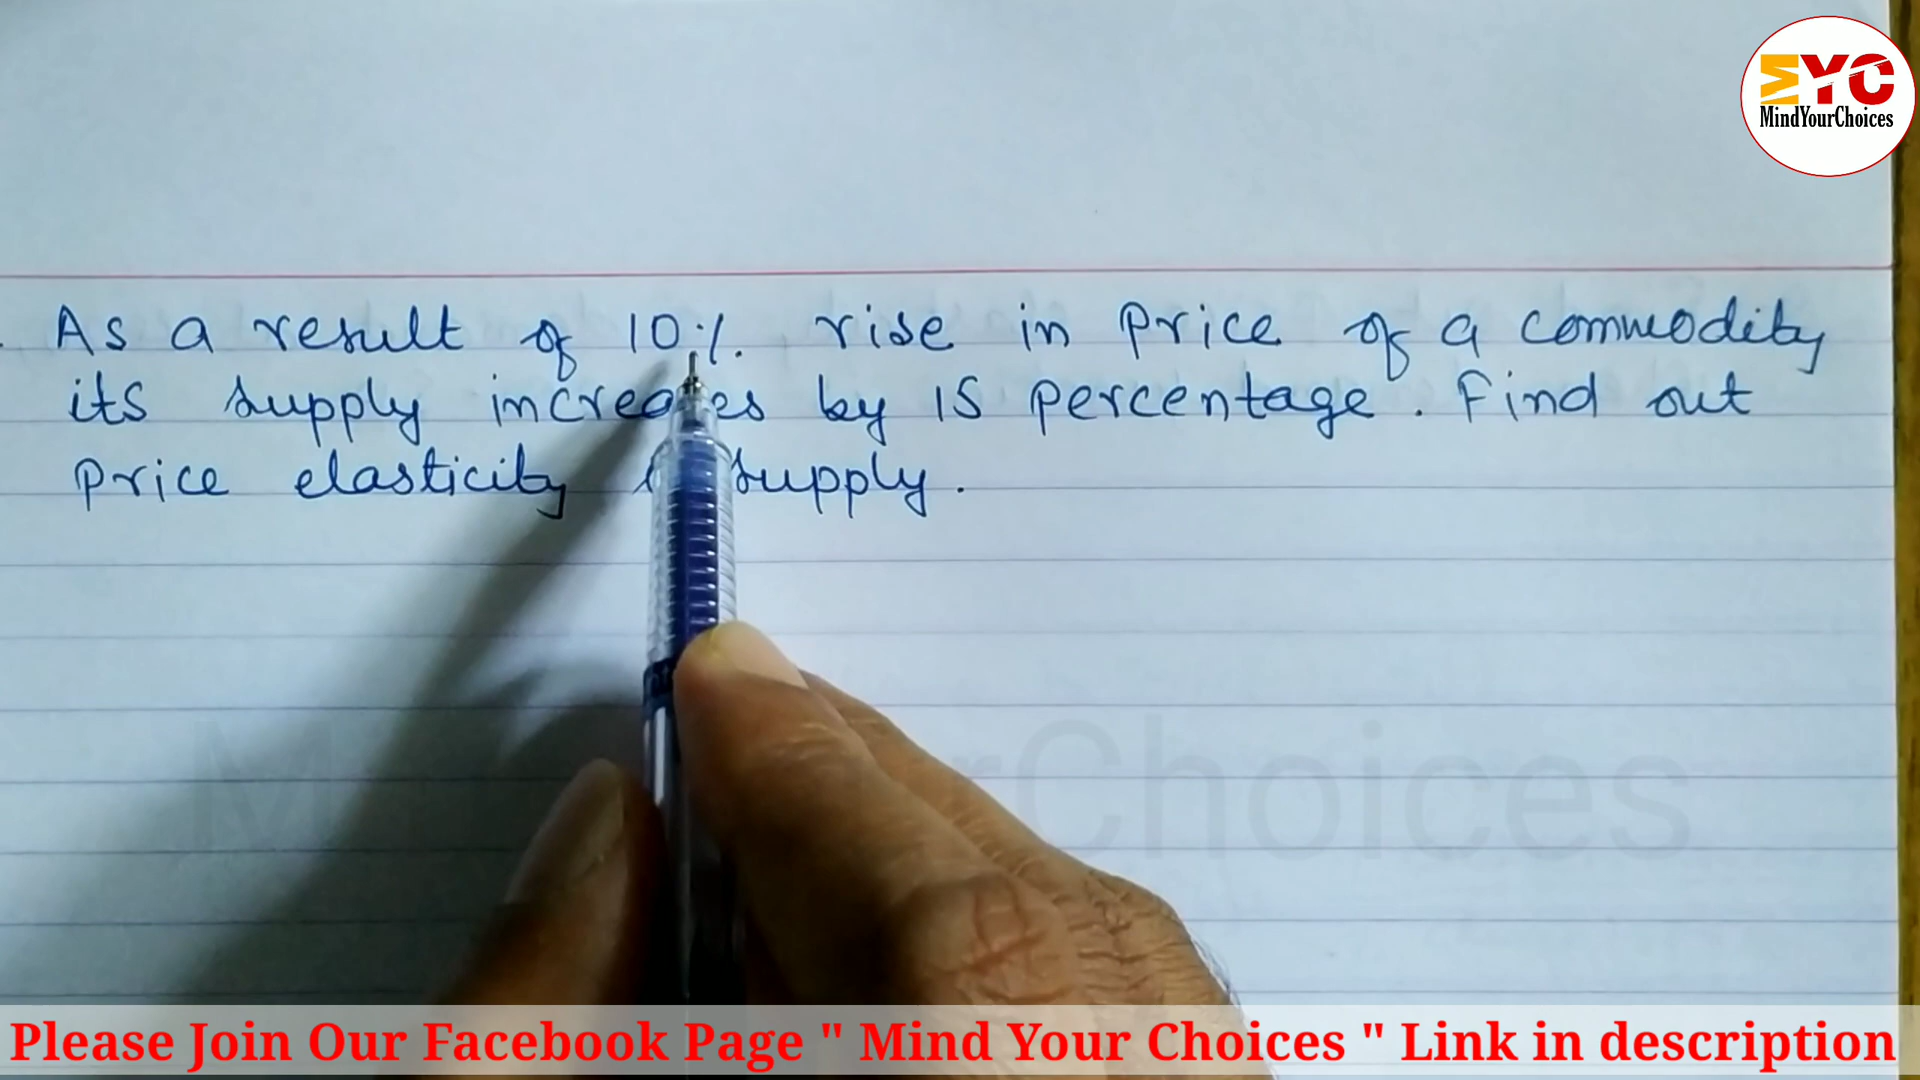 MYC
MindYourChoices
As a result of 10%. rise in price of a commodity
its supply increases by 15 percentage. Find out
price elasticity supply.
Please Join Our Facebook Page " Mind Your Choices " Link in description